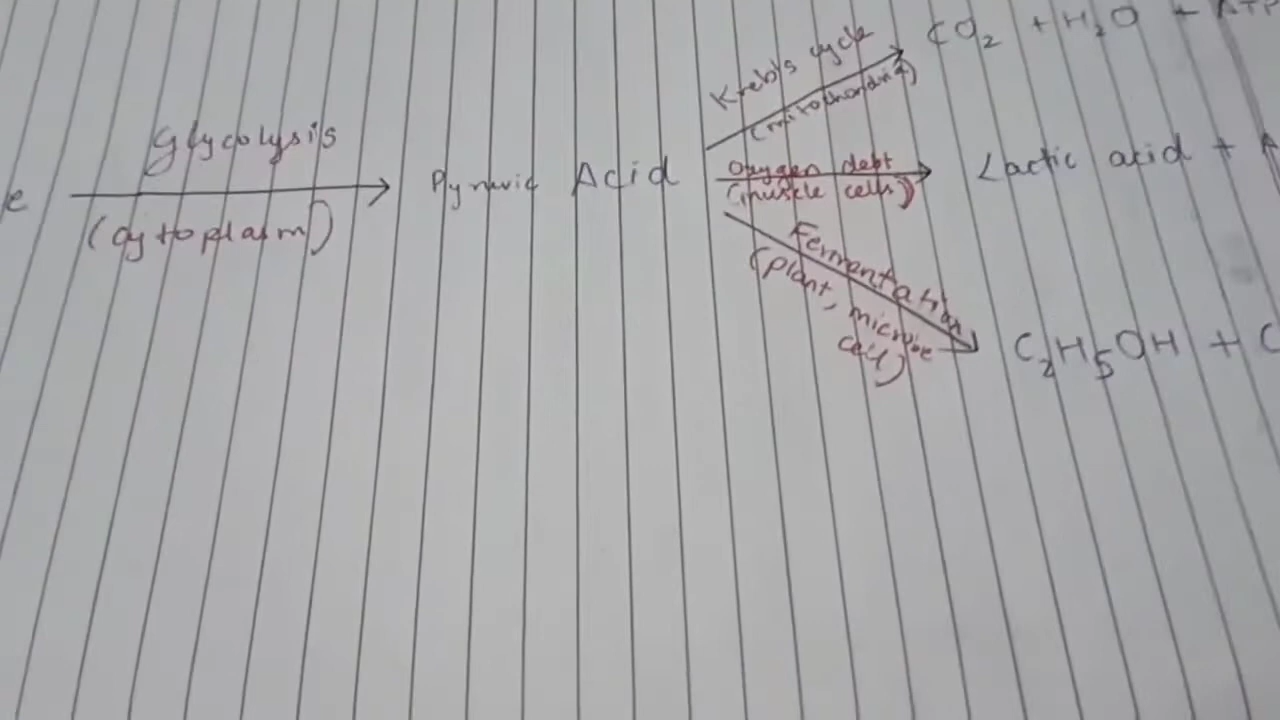 Kreb's cycle
(mitochondria)
CO2 + H2O + ATP
Glycolysis
(cytoplasm)
e
Pyruvic Acid
Oxygen debt
(muscle cells)
Lactic acid + A
Fermentation
(Plant, microbe
cell)
C2H5OH + C